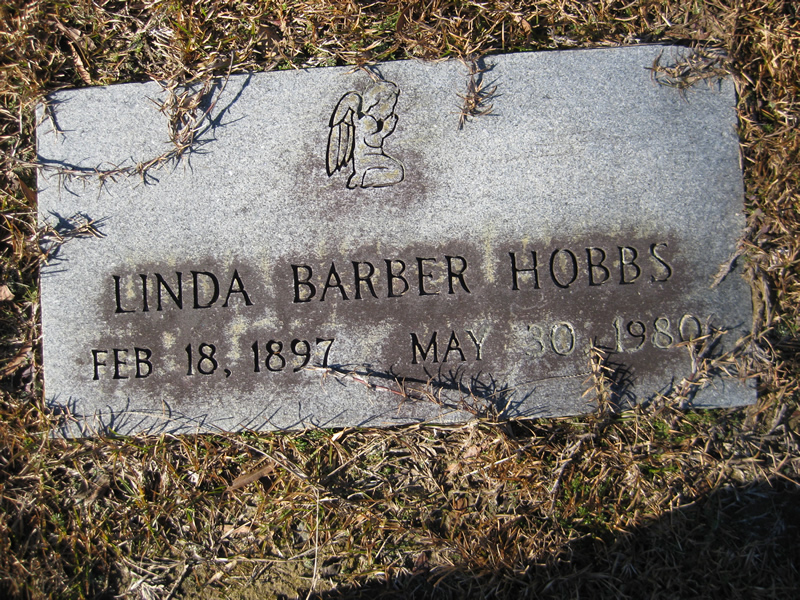 LINDA BARBER HOBBS
FEB 18, 1897 MAY 30, 1980